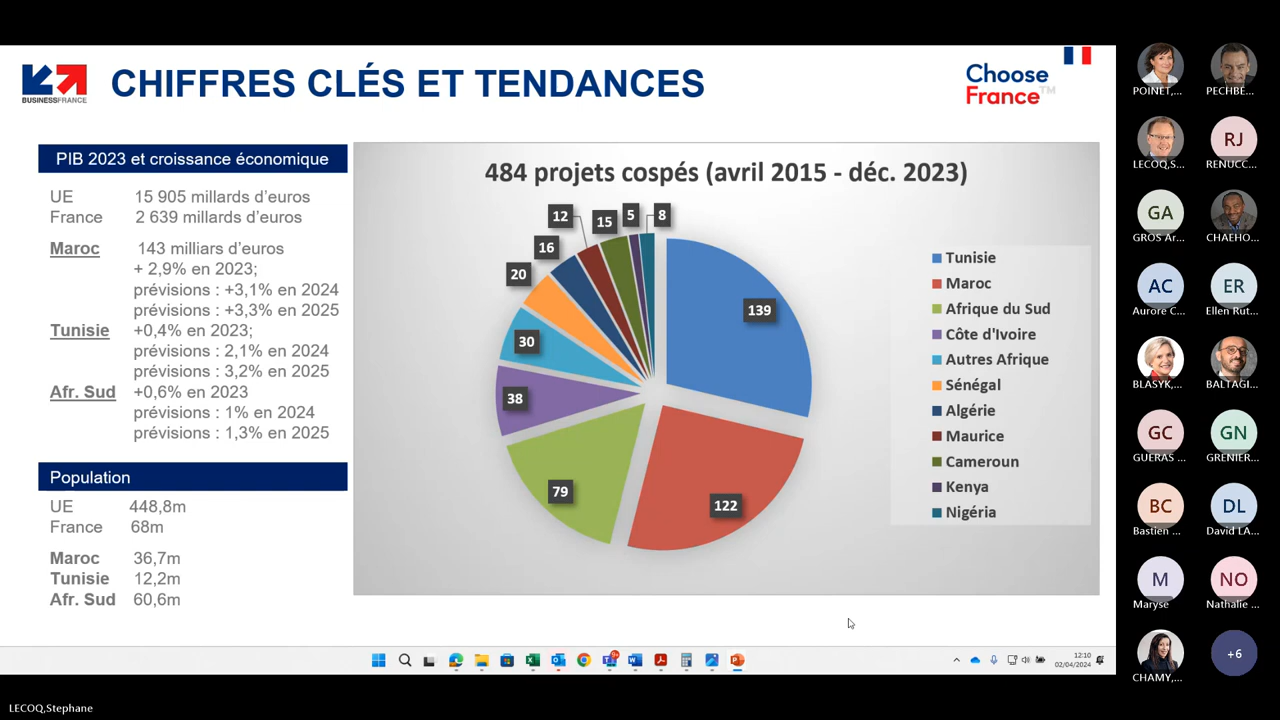 BUSINESSFRANCE
CHIFFRES CLÉS ET TENDANCES
Choose
France™
PIB 2023 et croissance économique
UE 15 905 millards d'euros
France 2 639 millards d'euros
Maroc 143 milliars d'euros
+ 2,9% en 2023;
prévisions : +3,1% en 2024
prévisions : +3,3% en 2025
Tunisie +0,4% en 2023;
prévisions : 2,1% en 2024
prévisions : 3,2% en 2025
Afr. Sud +0,6% en 2023
prévisions : 1% en 2024
prévisions : 1,3% en 2025
Population
UE 448,8m
France 68m
Maroc 36,7m
Tunisie 12,2m
Afr. Sud 60,6m
484 projets cospés (avril 2015 - déc. 2023)
12
15
5
8
16
20
30
38
79
122
139
Tunisie
Maroc
Afrique du Sud
Côte d'Ivoire
Autres Afrique
Sénégal
Algérie
Maurice
Cameroun
Kenya
Nigéria
POINET,...
PECHBE...
LECOQ,S...
RJ
RENUCC...
GA
GROS Ar...
CHAEHO...
AC
Aurore C...
ER
Ellen Rut...
BLASYK,...
BALTAGI...
GC
GUERAS ...
GN
GRENIER...
BC
Bastien ...
DL
David LA...
M
Maryse
NO
Nathalie ...
CHAMY,...
+6
12:10
02/04/2024
LECOQ,Stephane